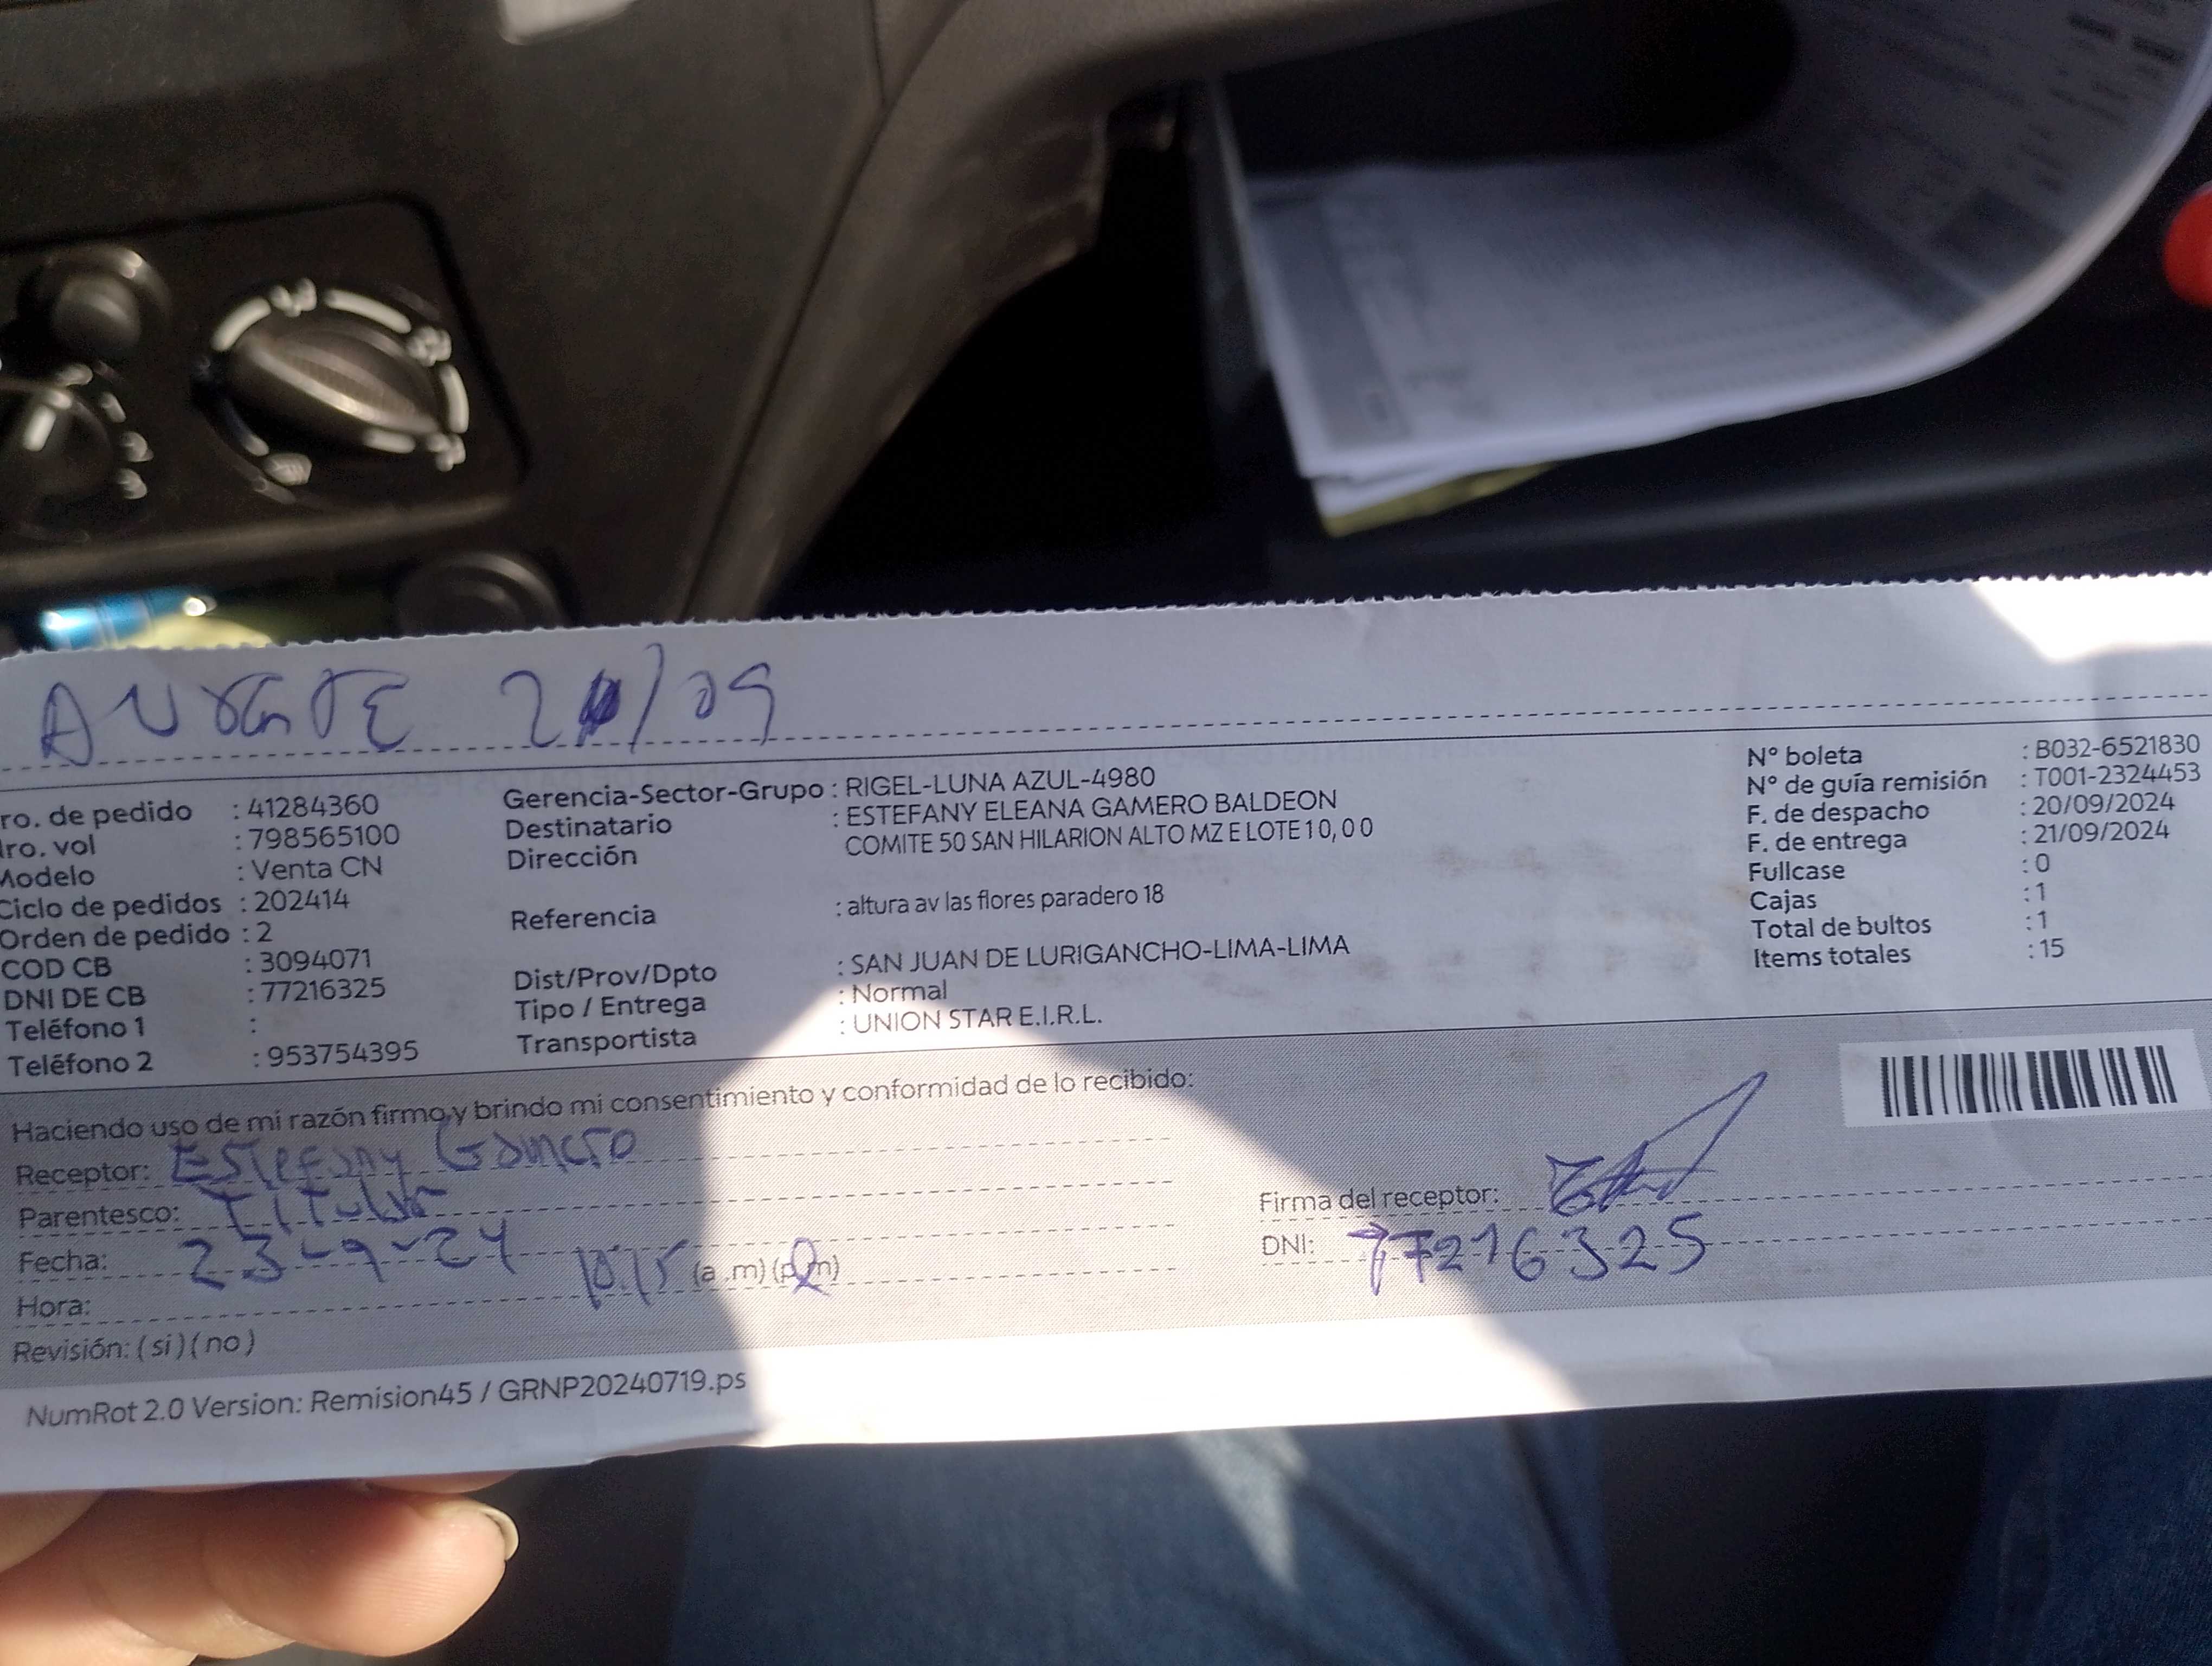 AUSENTE 21/09
ro. de pedido : 41284360
ro. vol : 798565100
Modelo : Venta CN
Ciclo de pedidos : 202414
Orden de pedido : 2
COD CB : 3094071
DNI DE CB : 77216325
Teléfono 1 :
Teléfono 2 : 953754395
Gerencia-Sector-Grupo : RIGEL-LUNA AZUL-4980
Destinatario : ESTEFANY ELEANA GAMERO BALDEON
Dirección COMITE 50 SAN HILARION ALTO MZ E LOTE 10, 0 0
Referencia : altura av las flores paradero 18
Dist/Prov/Dpto : SAN JUAN DE LURIGANCHO-LIMA-LIMA
Tipo / Entrega : Normal
Transportista : UNION STAR E.I.R.L.
N° boleta : B032-6521830
N° de guía remisión : T001-2324453
F. de despacho : 20/09/2024
F. de entrega : 21/09/2024
Fullcase : 0
Cajas : 1
Total de bultos : 1
Items totales : 15
Haciendo uso de mi razón firmo y brindo mi consentimiento y conformidad de lo recibido:
Receptor: Estefany Gamero
Parentesco: Titular
Fecha: 23-9-24
Hora: 10:15 (a .m) (p.m)
Revisión: (si) (no)
Firma del receptor:
DNI: 77216325
NumRot 2.0 Version: Remision45 / GRNP20240719.ps